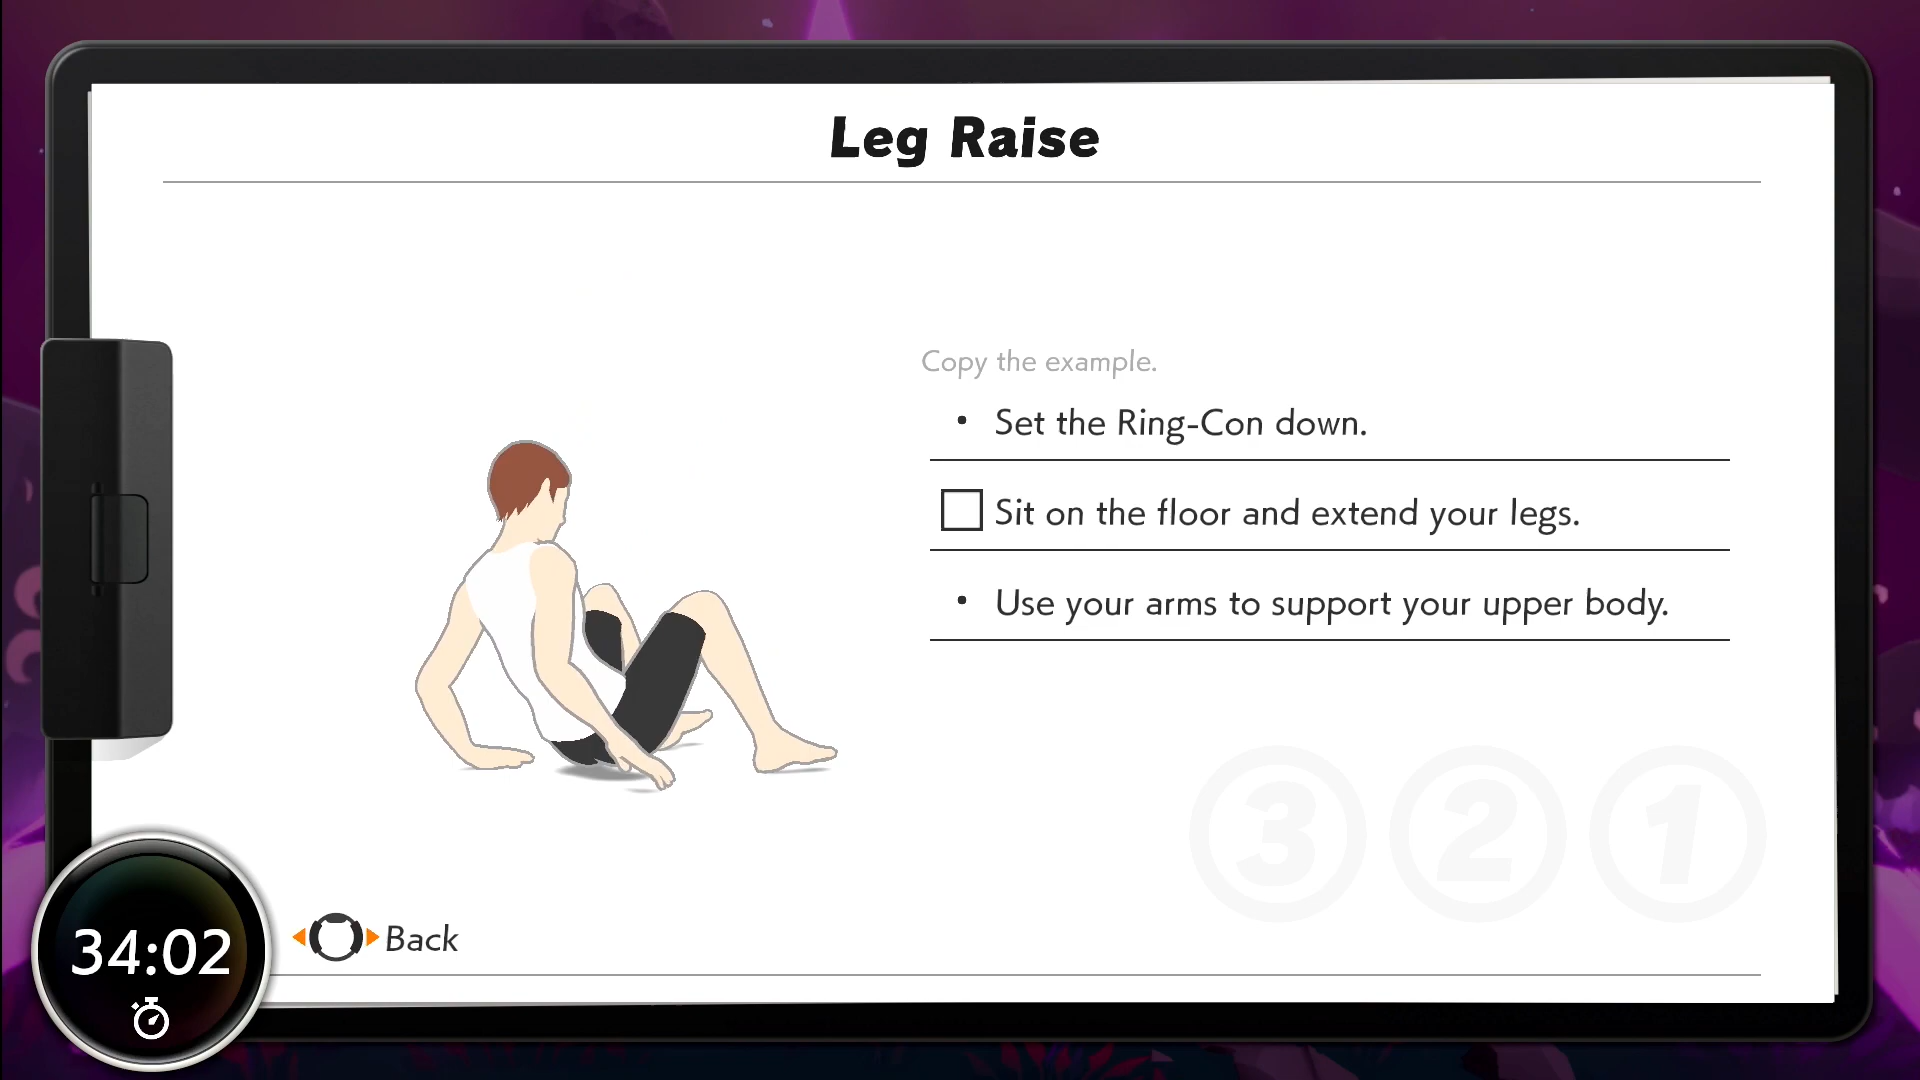 Leg Raise
Copy the example.
• Set the Ring-Con down.
Sit on the floor and extend your legs.
• Use your arms to support your upper body.
3 2 1
Back
34:02